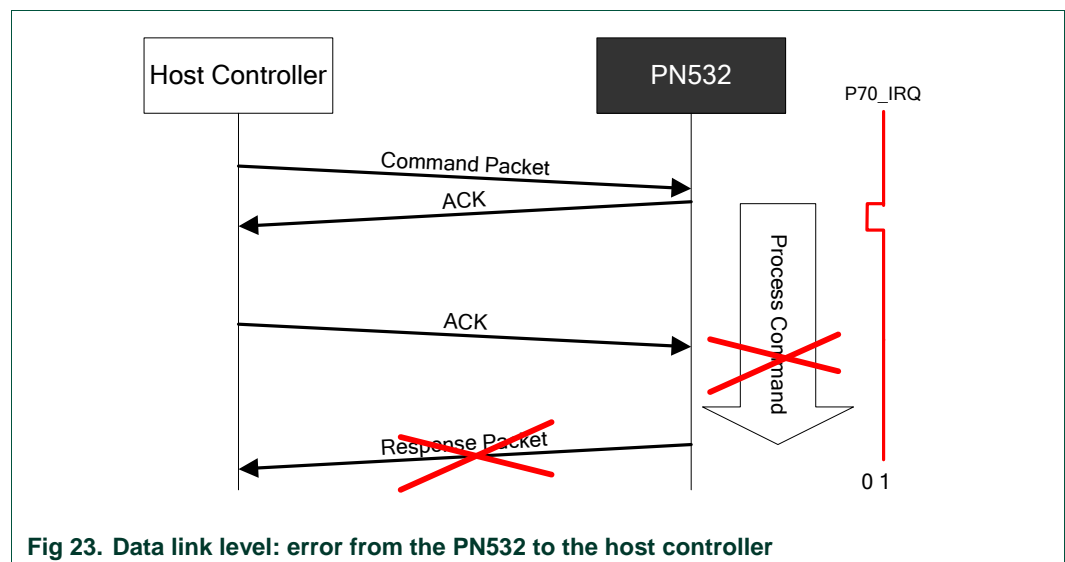 Host Controller
PN532
P70_IRQ
Command Packet
ACK
Process Command
ACK
Response Packet
0 1
Fig 23. Data link level: error from the PN532 to the host controller